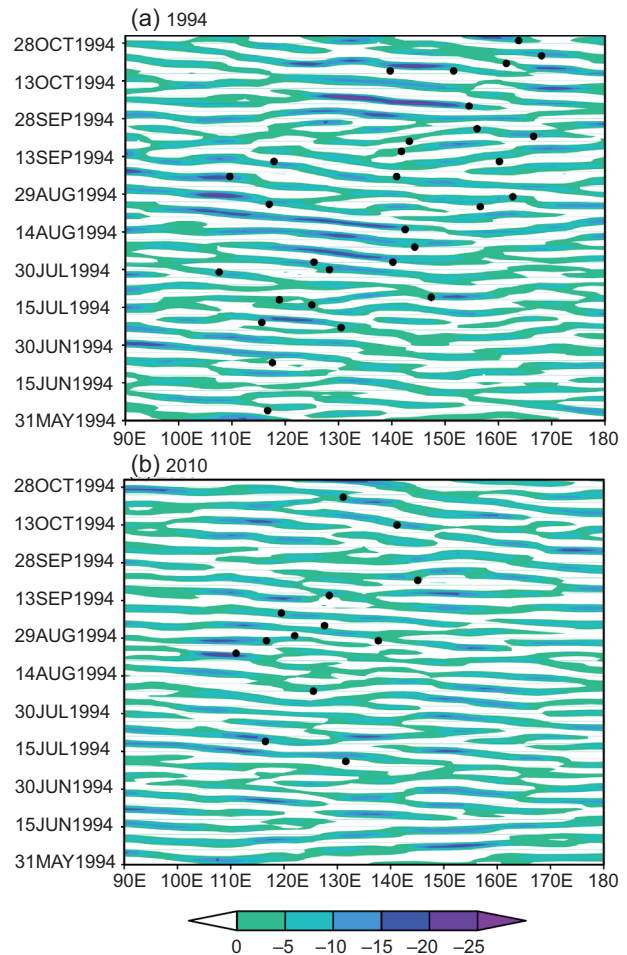 (a) 1994
28OCT1994
13OCT1994
28SEP1994
13SEP1994
29AUG1994
14AUG1994
30JUL1994
15JUL1994
30JUN1994
15JUN1994
31MAY1994
90E 100E 110E 120E 130E 140E 150E 160E 170E 180
(b) 2010
28OCT1994
13OCT1994
28SEP1994
13SEP1994
29AUG1994
14AUG1994
30JUL1994
15JUL1994
30JUN1994
15JUN1994
31MAY1994
90E 100E 110E 120E 130E 140E 150E 160E 170E 180
0 –5 –10 –15 –20 –25